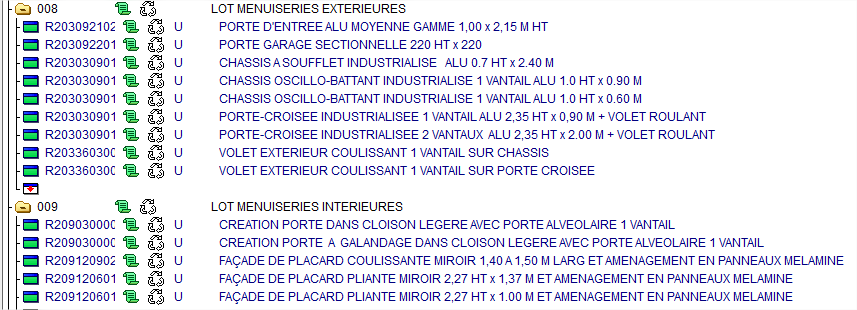 008 LOT MENUISERIES EXTERIEURES
R203092102 U PORTE D'ENTREE ALU MOYENNE GAMME 1,00 x 2,15 M HT
R209092201 U PORTE GARAGE SECTIONNELLE 220 HT x 220
R203030901 U CHASSIS A SOUFFLET INDUSTRIALISE ALU 0.7 HT x 2.40 M
R203030901 U CHASSIS OSCILLO-BATTANT INDUSTRIALISE 1 VANTAIL ALU 1.0 HT x 0.90 M
R203030901 U CHASSIS OSCILLO-BATTANT INDUSTRIALISE 1 VANTAIL ALU 1.0 HT x 0.60 M
R203030901 U PORTE-CROISEE INDUSTRIALISEE 1 VANTAIL ALU 2,35 HT x 0,90 M + VOLET ROULANT
R203030901 U PORTE-CROISEE INDUSTRIALISEE 2 VANTAUX ALU 2,35 HT x 2.00 M + VOLET ROULANT
R203360300 U VOLET EXTERIEUR COULISSANT 1 VANTAIL SUR CHASSIS
R203360300 U VOLET EXTERIEUR COULISSANT 1 VANTAIL SUR PORTE CROISEE
009 LOT MENUISERIES INTERIEURES
R209030000 U CREATION PORTE DANS CLOISON LEGERE AVEC PORTE ALVEOLAIRE 1 VANTAIL
R209030000 U CREATION PORTE A GALANDAGE DANS CLOISON LEGERE AVEC PORTE ALVEOLAIRE 1 VANTAIL
R209120902 U FAÇADE DE PLACARD COULISSANTE MIROIR 1,40 A 1,50 M LARG ET AMENAGEMENT EN PANNEAUX MELAMINE
R209120601 U FAÇADE DE PLACARD PLIANTE MIROIR 2,27 HT x 1,37 M ET AMENAGEMENT EN PANNEAUX MELAMINE
R209120601 U FAÇADE DE PLACARD PLIANTE MIROIR 2,27 HT x 1.00 M ET AMENAGEMENT EN PANNEAUX MELAMINE